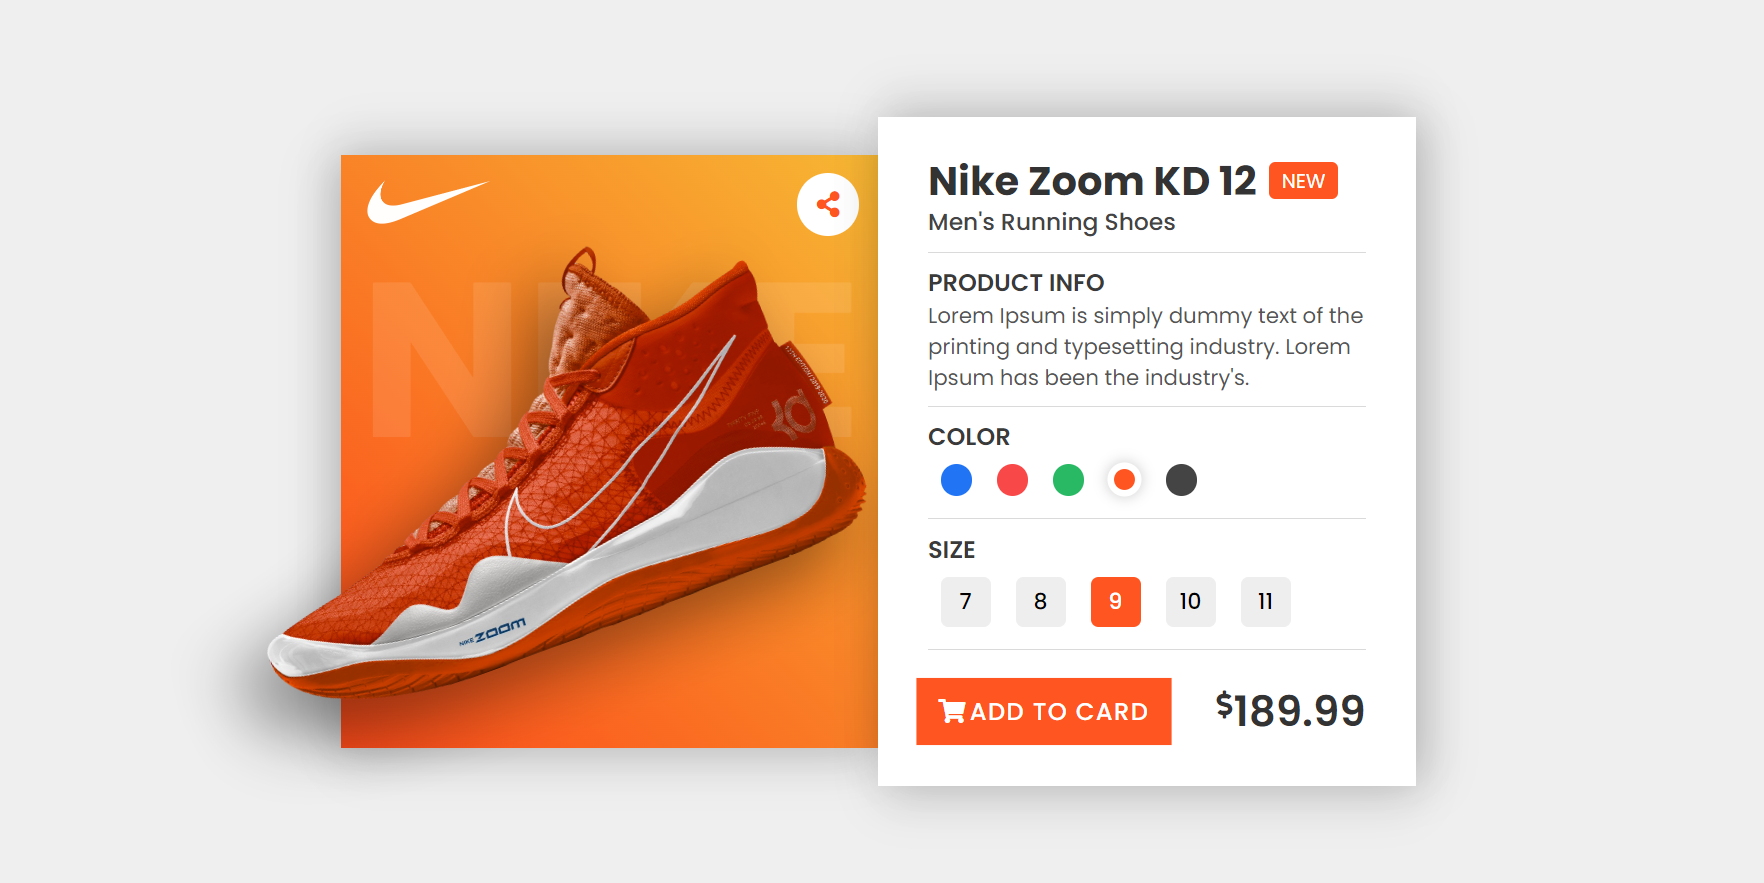 NIKE
NIKE ZOOM
Nike Zoom KD 12 NEW
Men's Running Shoes
PRODUCT INFO
Lorem Ipsum is simply dummy text of the
printing and typesetting industry. Lorem
Ipsum has been the industry's.
COLOR
SIZE
7 8 9 10 11
ADD TO CARD $189.99